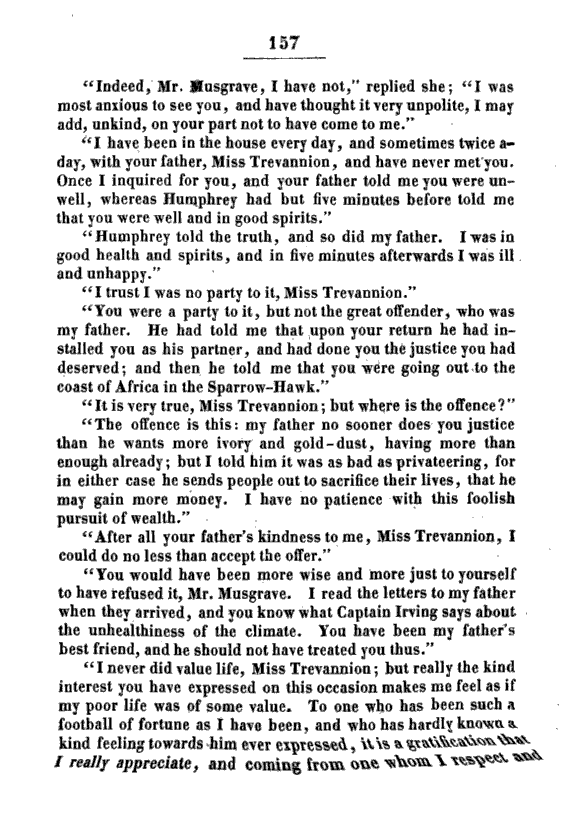 157
“Indeed, Mr. Musgrave, I have not,” replied she; “I was
most anxious to see you, and have thought it very unpolite, I may
add, unkind, on your part not to have come to me.”
“I have been in the house every day, and sometimes twice a-
day, with your father, Miss Trevannion, and have never met you.
Once I inquired for you, and your father told me you were un-
well, whereas Humphrey had but five minutes before told me
that you were well and in good spirits.”
“Humphrey told the truth, and so did my father. I was in
good health and spirits, and in five minutes afterwards I was ill
and unhappy.”
“I trust I was no party to it, Miss Trevannion.”
“You were a party to it, but not the great offender, who was
my father. He had told me that upon your return he had in-
stalled you as his partner, and had done you the justice you had
deserved; and then he told me that you were going out to the
coast of Africa in the Sparrow-Hawk.”
“It is very true, Miss Trevannion; but where is the offence?”
“The offence is this: my father no sooner does you justice
than he wants more ivory and gold-dust, having more than
enough already; but I told him it was as bad as privateering, for
in either case he sends people out to sacrifice their lives, that he
may gain more money. I have no patience with this foolish
pursuit of wealth.”
“After all your father's kindness to me, Miss Trevannion, I
could do no less than accept the offer.”
“You would have been more wise and more just to yourself
to have refused it, Mr. Musgrave. I read the letters to my father
when they arrived, and you know what Captain Irving says about
the unhealthiness of the climate. You have been my father's
best friend, and he should not have treated you thus.”
“I never did value life, Miss Trevannion; but really the kind
interest you have expressed on this occasion makes me feel as if
my poor life was of some value. To one who has been such a
football of fortune as I have been, and who has hardly known a
kind feeling towards him ever expressed, it is a gratification that
I really appreciate, and coming from one whom I respect and